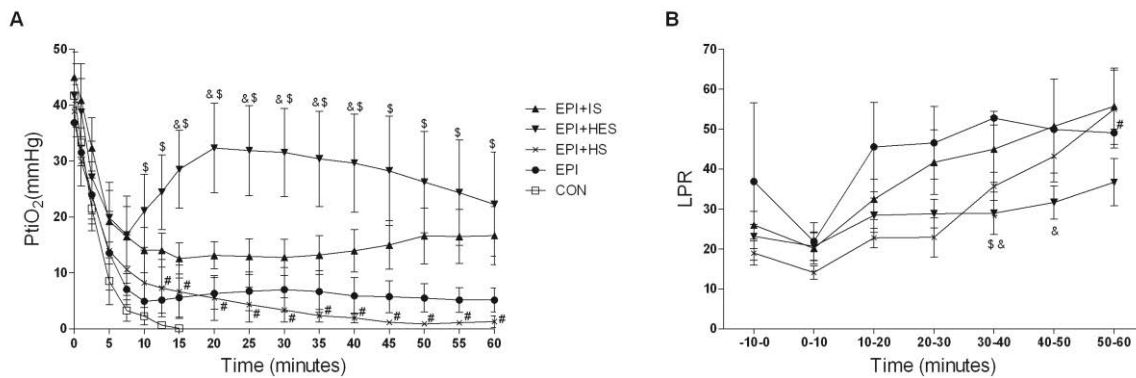 A
PtiO2(mmHg)
50
40
30
20
10
0
&$ &$ &$ &$ &$ $
&$
$ $
$ $ $
# # # # # # # # # # # #
0 5 10 15 20 25 30 35 40 45 50 55 60
Time (minutes)
EPI+IS
EPI+HES
EPI+HS
EPI
CON
B
LPR
70
60
50
40
30
20
10
0
#
$ &
&
-10-0 0-10 10-20 20-30 30-40 40-50 50-60
Time (minutes)